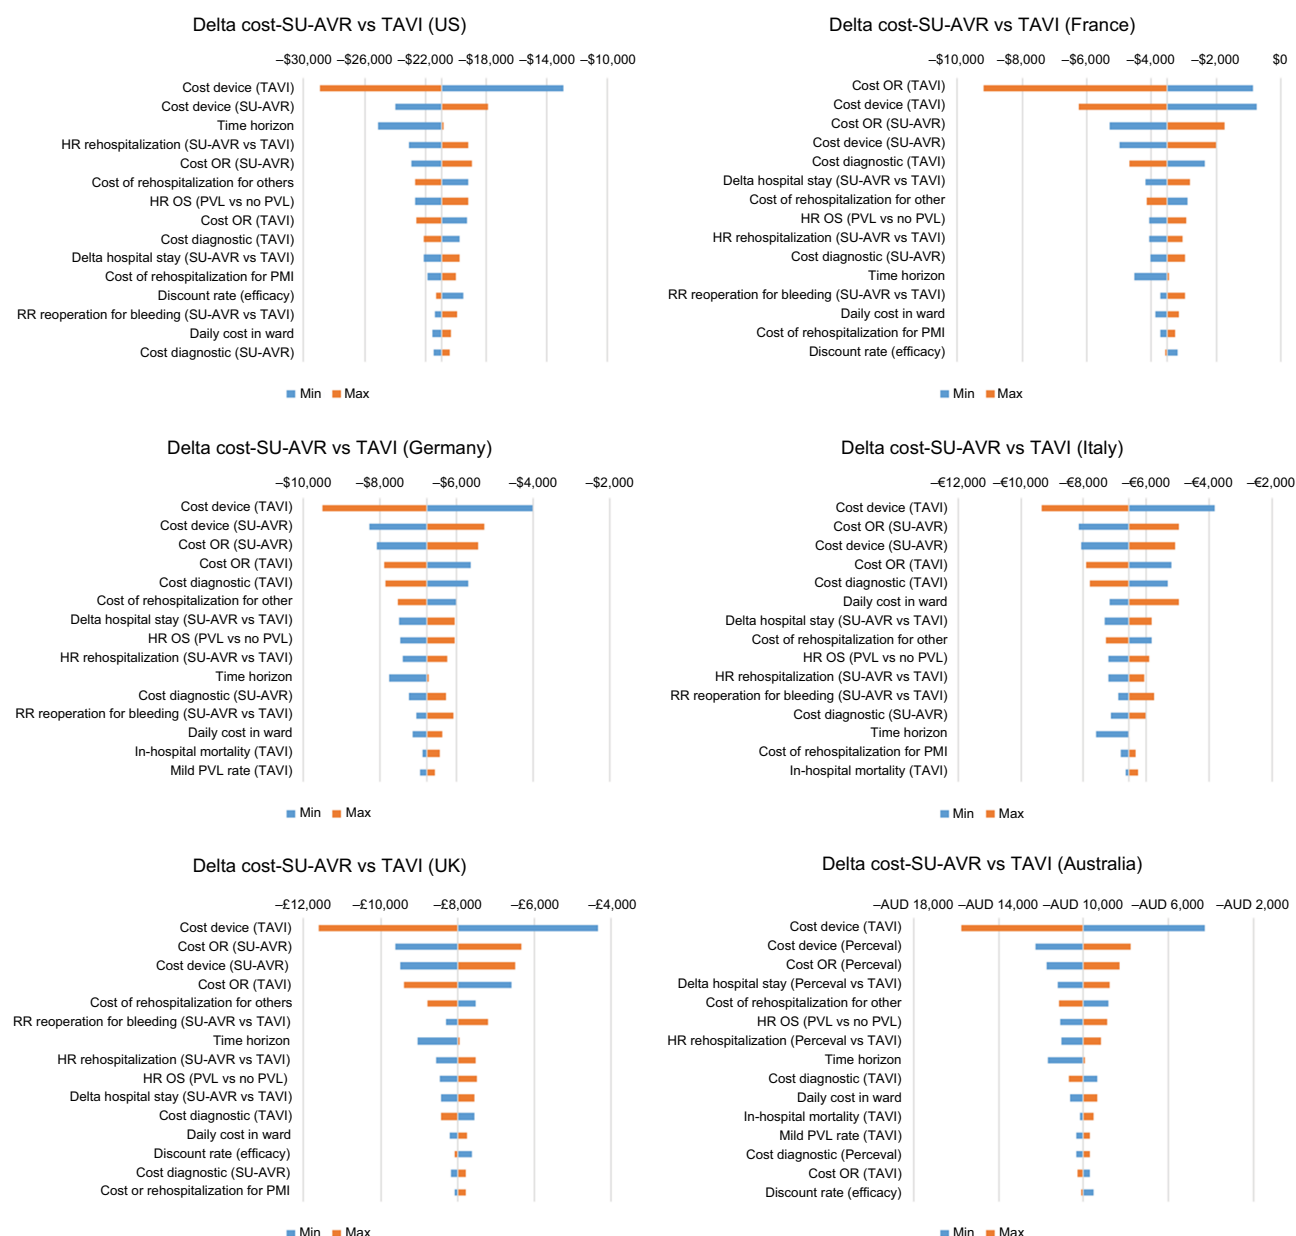 Delta cost-SU-AVR vs TAVI (US)
–$30,000 –$26,000 –$22,000 –$18,000 –$14,000 –$10,000
Cost device (TAVI)
Cost device (SU-AVR)
Time horizon
HR rehospitalization (SU-AVR vs TAVI)
Cost OR (SU-AVR)
Cost of rehospitalization for others
HR OS (PVL vs no PVL)
Cost OR (TAVI)
Cost diagnostic (TAVI)
Delta hospital stay (SU-AVR vs TAVI)
Cost of rehospitalization for PMI
Discount rate (efficacy)
RR reoperation for bleeding (SU-AVR vs TAVI)
Daily cost in ward
Cost diagnostic (SU-AVR)
Min Max
Delta cost-SU-AVR vs TAVI (France)
–$10,000 –$8,000 –$6,000 –$4,000 –$2,000 $0
Cost OR (TAVI)
Cost device (TAVI)
Cost OR (SU-AVR)
Cost device (SU-AVR)
Cost diagnostic (TAVI)
Delta hospital stay (SU-AVR vs TAVI)
Cost of rehospitalization for other
HR OS (PVL vs no PVL)
HR rehospitalization (SU-AVR vs TAVI)
Cost diagnostic (SU-AVR)
Time horizon
RR reoperation for bleeding (SU-AVR vs TAVI)
Daily cost in ward
Cost of rehospitalization for PMI
Discount rate (efficacy)
Min Max
Delta cost-SU-AVR vs TAVI (Germany)
–$10,000 –$8,000 –$6,000 –$4,000 –$2,000
Cost device (TAVI)
Cost device (SU-AVR)
Cost OR (SU-AVR)
Cost OR (TAVI)
Cost diagnostic (TAVI)
Cost of rehospitalization for other
Delta hospital stay (SU-AVR vs TAVI)
HR OS (PVL vs no PVL)
HR rehospitalization (SU-AVR vs TAVI)
Time horizon
Cost diagnostic (SU-AVR)
RR reoperation for bleeding (SU-AVR vs TAVI)
Daily cost in ward
In-hospital mortality (TAVI)
Mild PVL rate (TAVI)
Min Max
Delta cost-SU-AVR vs TAVI (Italy)
–€12,000 –€10,000 –€8,000 –€6,000 –€4,000 –€2,000
Cost device (TAVI)
Cost OR (SU-AVR)
Cost device (SU-AVR)
Cost OR (TAVI)
Cost diagnostic (TAVI)
Daily cost in ward
Delta hospital stay (SU-AVR vs TAVI)
Cost of rehospitalization for other
HR OS (PVL vs no PVL)
HR rehospitalization (SU-AVR vs TAVI)
RR reoperation for bleeding (SU-AVR vs TAVI)
Cost diagnostic (SU-AVR)
Time horizon
Cost of rehospitalization for PMI
In-hospital mortality (TAVI)
Min Max
Delta cost-SU-AVR vs TAVI (UK)
–£12,000 –£10,000 –£8,000 –£6,000 –£4,000
Cost device (TAVI)
Cost OR (SU-AVR)
Cost device (SU-AVR)
Cost OR (TAVI)
Cost of rehospitalization for others
RR reoperation for bleeding (SU-AVR vs TAVI)
Time horizon
HR rehospitalization (SU-AVR vs TAVI)
HR OS (PVL vs no PVL)
Delta hospital stay (SU-AVR vs TAVI)
Cost diagnostic (TAVI)
Daily cost in ward
Discount rate (efficacy)
Cost diagnostic (SU-AVR)
Cost or rehospitalization for PMI
Min Max
Delta cost-SU-AVR vs TAVI (Australia)
–AUD 18,000 –AUD 14,000 –AUD 10,000 –AUD 6,000 –AUD 2,000
Cost device (TAVI)
Cost device (Perceval)
Cost OR (Perceval)
Delta hospital stay (Perceval vs TAVI)
Cost of rehospitalization for other
HR OS (PVL vs no PVL)
HR rehospitalization (Perceval vs TAVI)
Time horizon
Cost diagnostic (TAVI)
Daily cost in ward
In-hospital mortality (TAVI)
Mild PVL rate (TAVI)
Cost diagnostic (Perceval)
Cost OR (TAVI)
Discount rate (efficacy)
Min Max